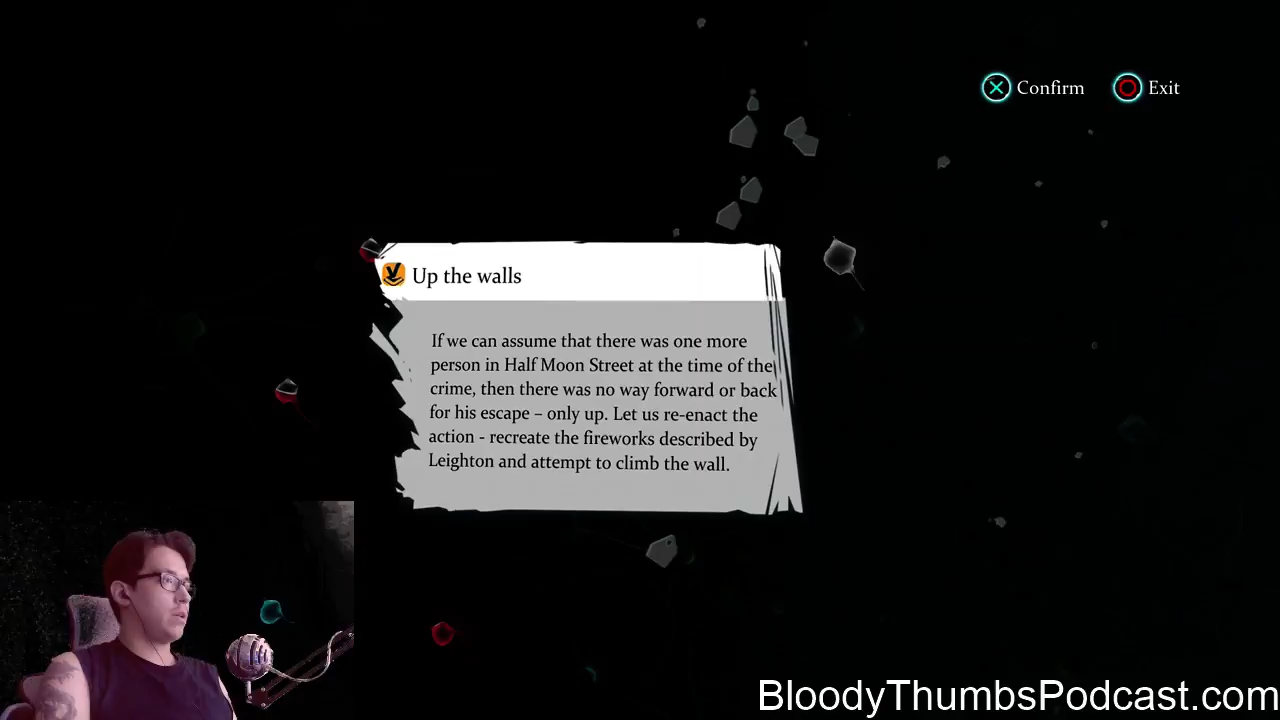 Confirm
Exit
Up the walls
If we can assume that there was one more
person in Half Moon Street at the time of the
crime, then there was no way forward or back
for his escape – only up. Let us re-enact the
action - recreate the fireworks described by
Leighton and attempt to climb the wall.
BloodyThumbsPodcast.com